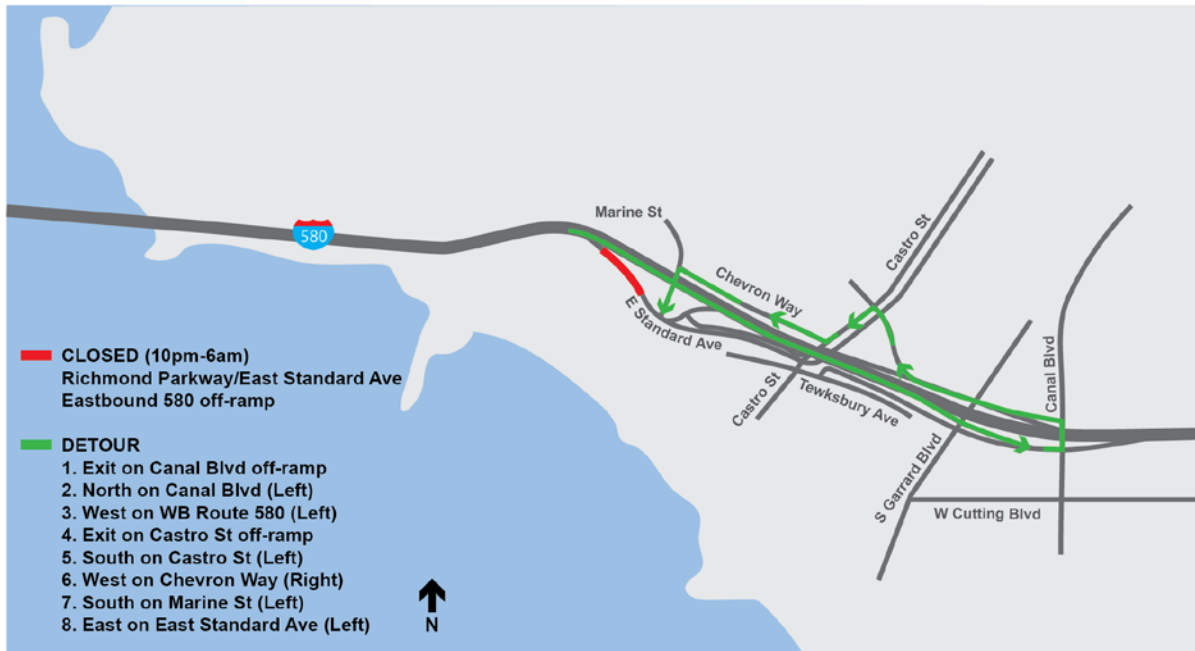 580
Marine St
Castro St
Chevron Way
E Standard Ave
Canal Blvd
Castro St
Tewksbury Ave
S Garrard Blvd
W Cutting Blvd
CLOSED (10pm-6am)
Richmond Parkway/East Standard Ave
Eastbound 580 off-ramp
DETOUR
1. Exit on Canal Blvd off-ramp
2. North on Canal Blvd (Left)
3. West on WB Route 580 (Left)
4. Exit on Castro St off-ramp
5. South on Castro St (Left)
6. West on Chevron Way (Right)
7. South on Marine St (Left)
8. East on East Standard Ave (Left)
N